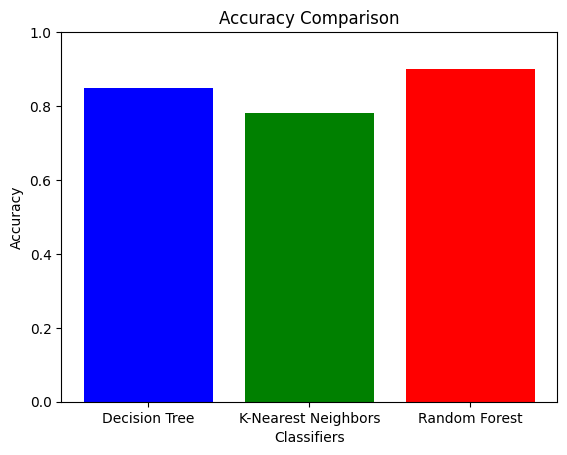 Accuracy Comparison
1.0
0.8
0.6
0.4
0.2
0.0
Accuracy
Decision Tree K-Nearest Neighbors Random Forest
Classifiers